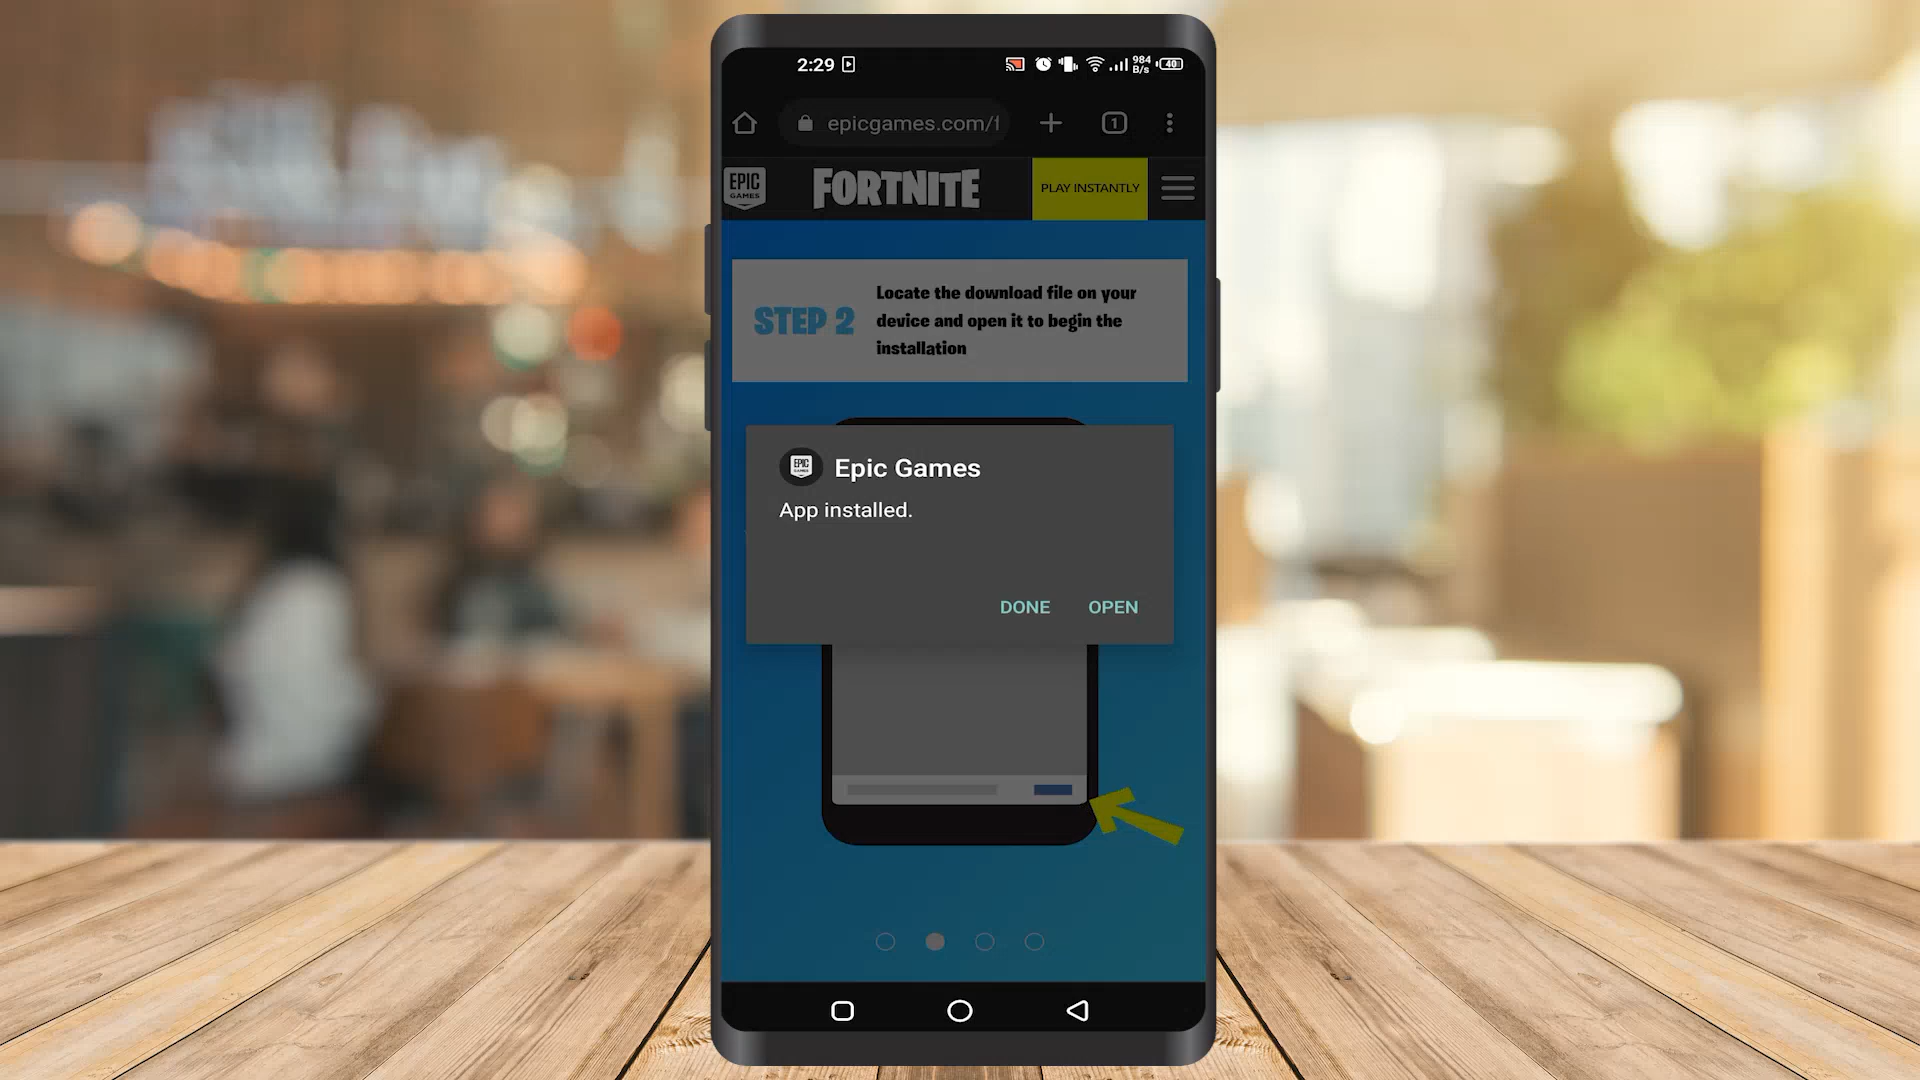 2:29
984
B/s
40
epicgames.com/f
1
EPIC
GAMES
FORTNITE
PLAY INSTANTLY
STEP 2
Locate the download file on your
device and open it to begin the
installation
EPIC
GAMES
Epic Games
App installed.
DONE OPEN